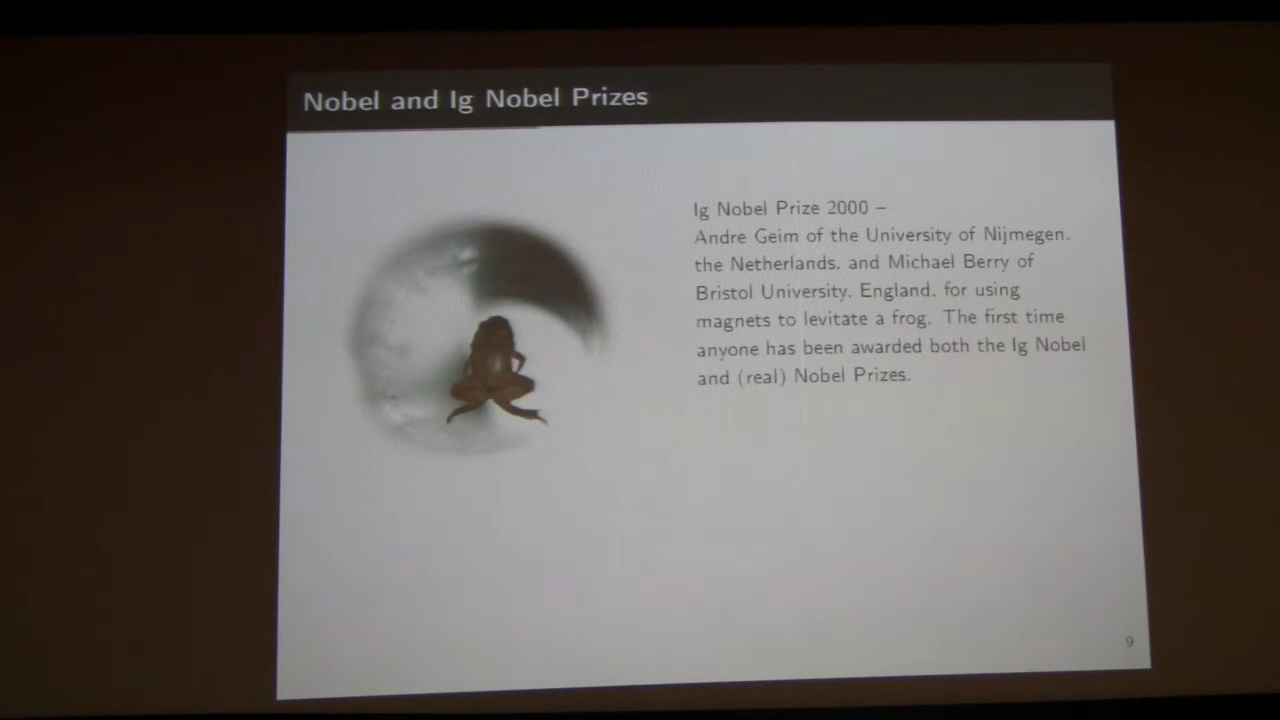 Nobel and Ig Nobel Prizes
Ig Nobel Prize 2000 –
Andre Geim of the University of Nijmegen,
the Netherlands, and Michael Berry of
Bristol University, England, for using
magnets to levitate a frog. The first time
anyone has been awarded both the Ig Nobel
and (real) Nobel Prizes.
9